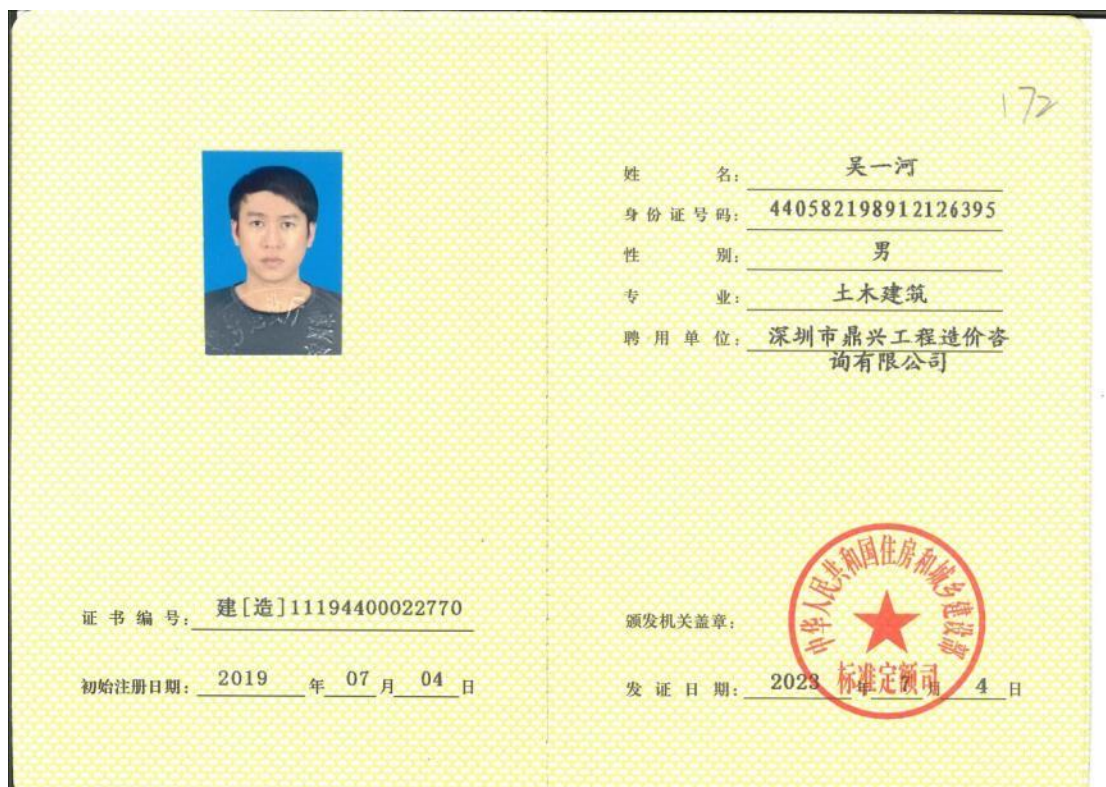 172
姓 名: 吴一河
身份证号码: 440582198912126395
性 别: 男
专 业: 土木建筑
聘用单位: 深圳市鼎兴工程造价咨
询有限公司
证书编号: 建[造]11194400022770
初始注册日期: 2019 年 07 月 04 日
颁发机关盖章:
中华人民共和国住房和城乡建设部
标准定额司
发证日期: 2023 年 7 月 4 日